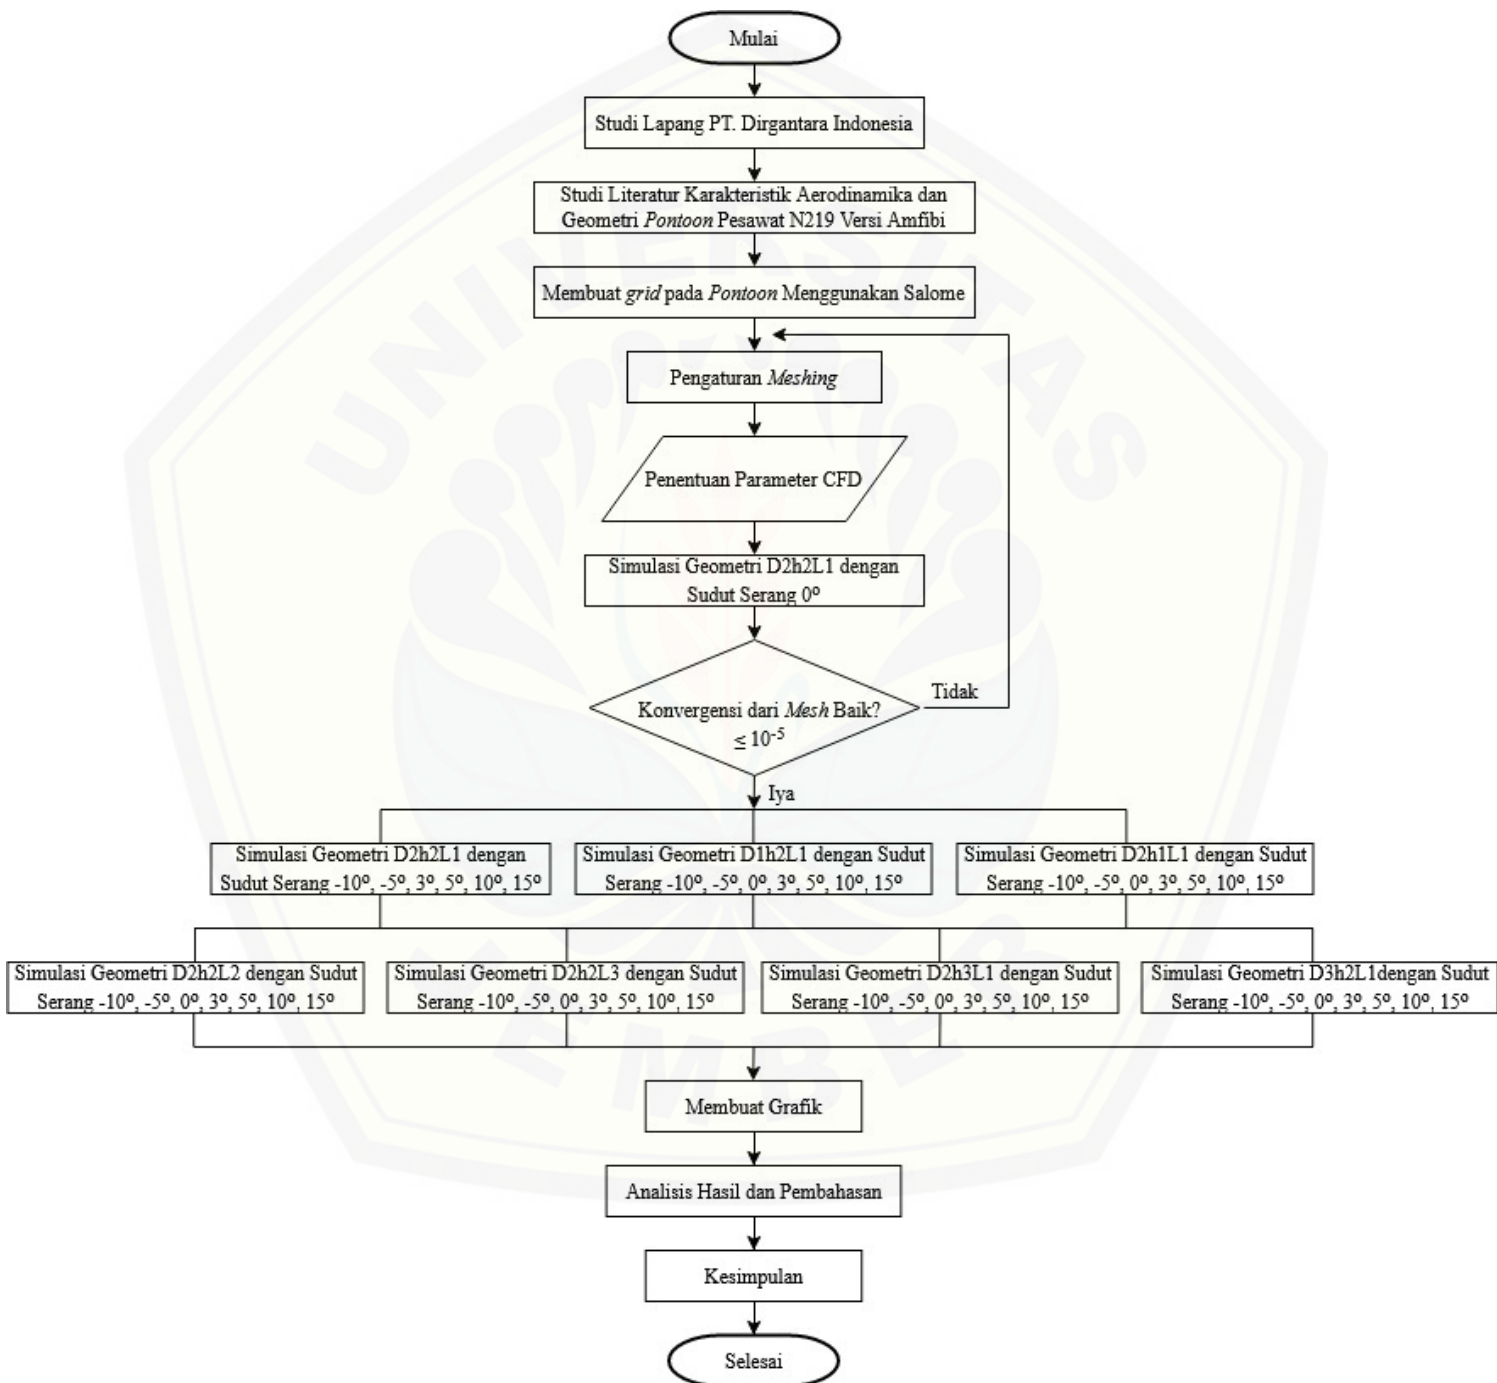 Mulai
Studi Lapang PT. Dirgantara Indonesia
Studi Literatur Karakteristik Aerodinamika dan
Geometri Pontoon Pesawat N219 Versi Amfibi
Membuat grid pada Pontoon Menggunakan Salome
Pengaturan Meshing
Penentuan Parameter CFD
Simulasi Geometri D2h2L1 dengan
Sudut Serang 0º
Tidak
Konvergensi dari Mesh Baik?
≤ 10⁻⁵
Iya
Simulasi Geometri D2h2L1 dengan
Sudut Serang -10º, -5º, 3º, 5º, 10º, 15º
Simulasi Geometri D1h2L1 dengan Sudut
Serang -10º, -5º, 0º, 3º, 5º, 10º, 15º
Simulasi Geometri D2h1L1 dengan Sudut
Serang -10º, -5º, 0º, 3º, 5º, 10º, 15º
Simulasi Geometri D2h2L2 dengan Sudut
Serang -10º, -5º, 0º, 3º, 5º, 10º, 15º
Simulasi Geometri D2h2L3 dengan Sudut
Serang -10º, -5º, 0º, 3º, 5º, 10º, 15º
Simulasi Geometri D2h3L1 dengan Sudut
Serang -10º, -5º, 0º, 3º, 5º, 10º, 15º
Simulasi Geometri D3h2L1dengan Sudut
Serang -10º, -5º, 0º, 3º, 5º, 10º, 15º
Membuat Grafik
Analisis Hasil dan Pembahasan
Kesimpulan
Selesai
UNIVERSITAS
JEMBER